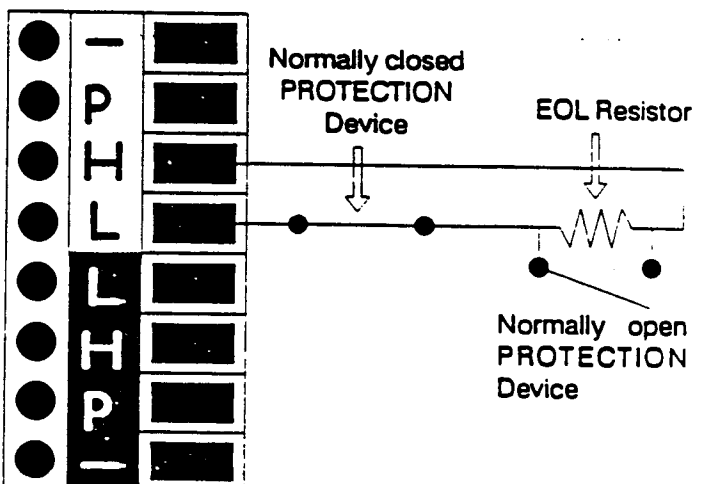 –
P
H
L
L
H
P
–
Normally closed
PROTECTION
Device
EOL Resistor
Normally open
PROTECTION
Device